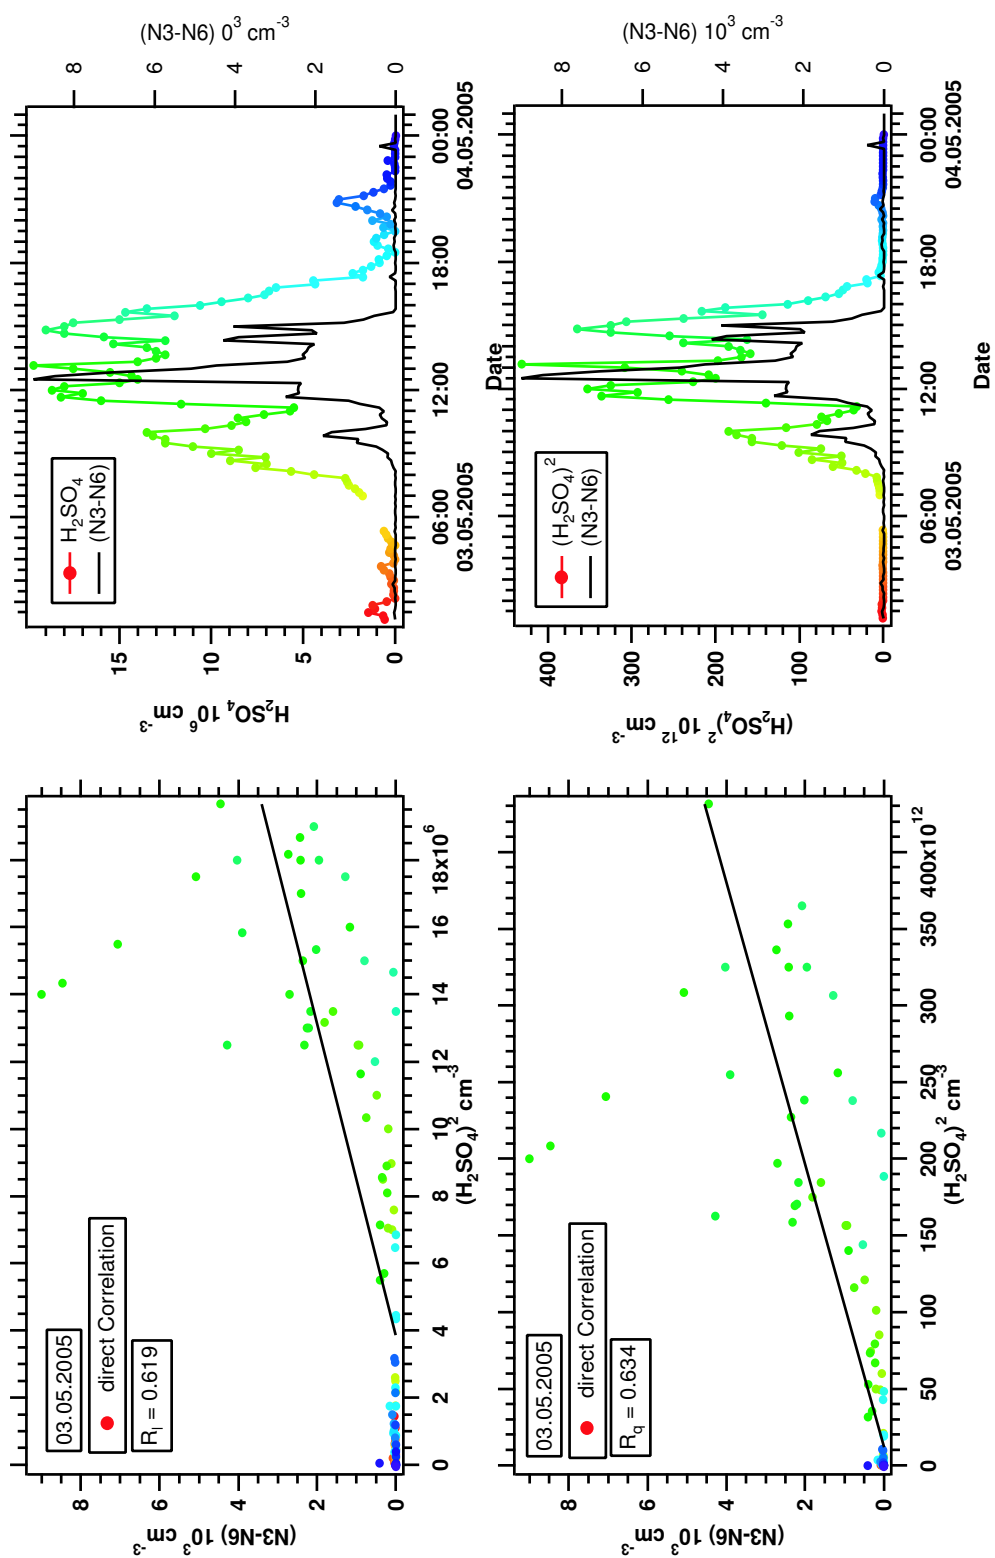 (N3-N6) 10³ cm⁻³
8
6
4
2
0
03.05.2005
direct Correlation
Rₗ = 0.619
0 2 4 6 8 10 12 14 16 18x10⁶
(H₂SO₄)² cm⁻³
H₂SO₄ 10⁶ cm⁻³
15
10
5
0
H₂SO₄
(N3-N6)
8
6
4
2
0
(N3-N6) 0³ cm⁻³
06:00 12:00 18:00 00:00
03.05.2005 04.05.2005
Date
(N3-N6) 10³ cm⁻³
8
6
4
2
0
03.05.2005
direct Correlation
R_q = 0.634
0 50 100 150 200 250 300 350 400x10¹²
(H₂SO₄)² cm⁻³
(H₂SO₄)² 10¹² cm⁻³
400
300
200
100
0
(H₂SO₄)²
(N3-N6)
8
6
4
2
0
(N3-N6) 10³ cm⁻³
06:00 12:00 18:00 00:00
03.05.2005 04.05.2005
Date